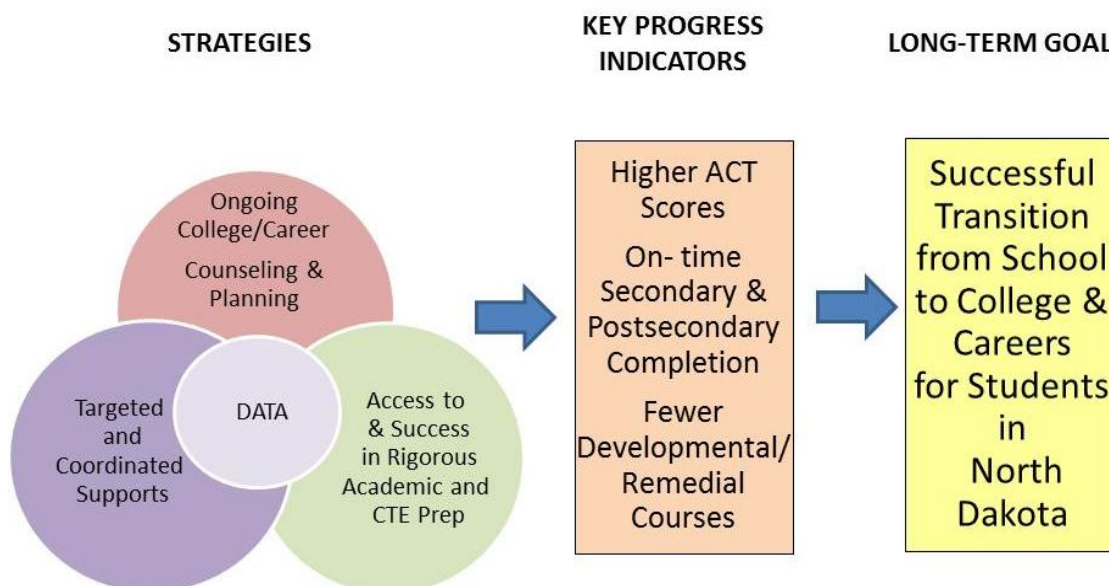 STRATEGIES
KEY PROGRESS
INDICATORS
LONG-TERM GOAL
Ongoing
College/Career
Counseling &
Planning
Targeted
and
Coordinated
Supports
DATA
Access to
& Success
in Rigorous
Academic and
CTE Prep
Higher ACT
Scores
On- time
Secondary &
Postsecondary
Completion
Fewer
Developmental/
Remedial
Courses
Successful
Transition
from School
to College &
Careers
for Students
in
North
Dakota